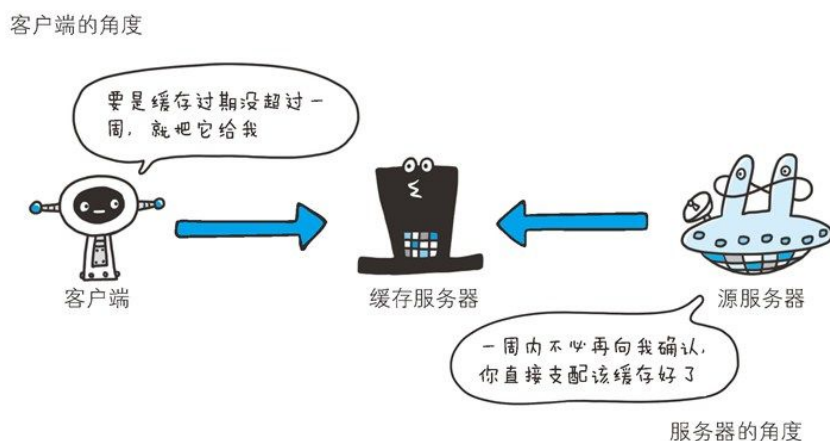 客户端的角度
要是缓存过期没超过一
周，就把它给我
客户端
缓存服务器
源服务器
一周内不必再向我确认，
你直接支配该缓存好了
服务器的角度